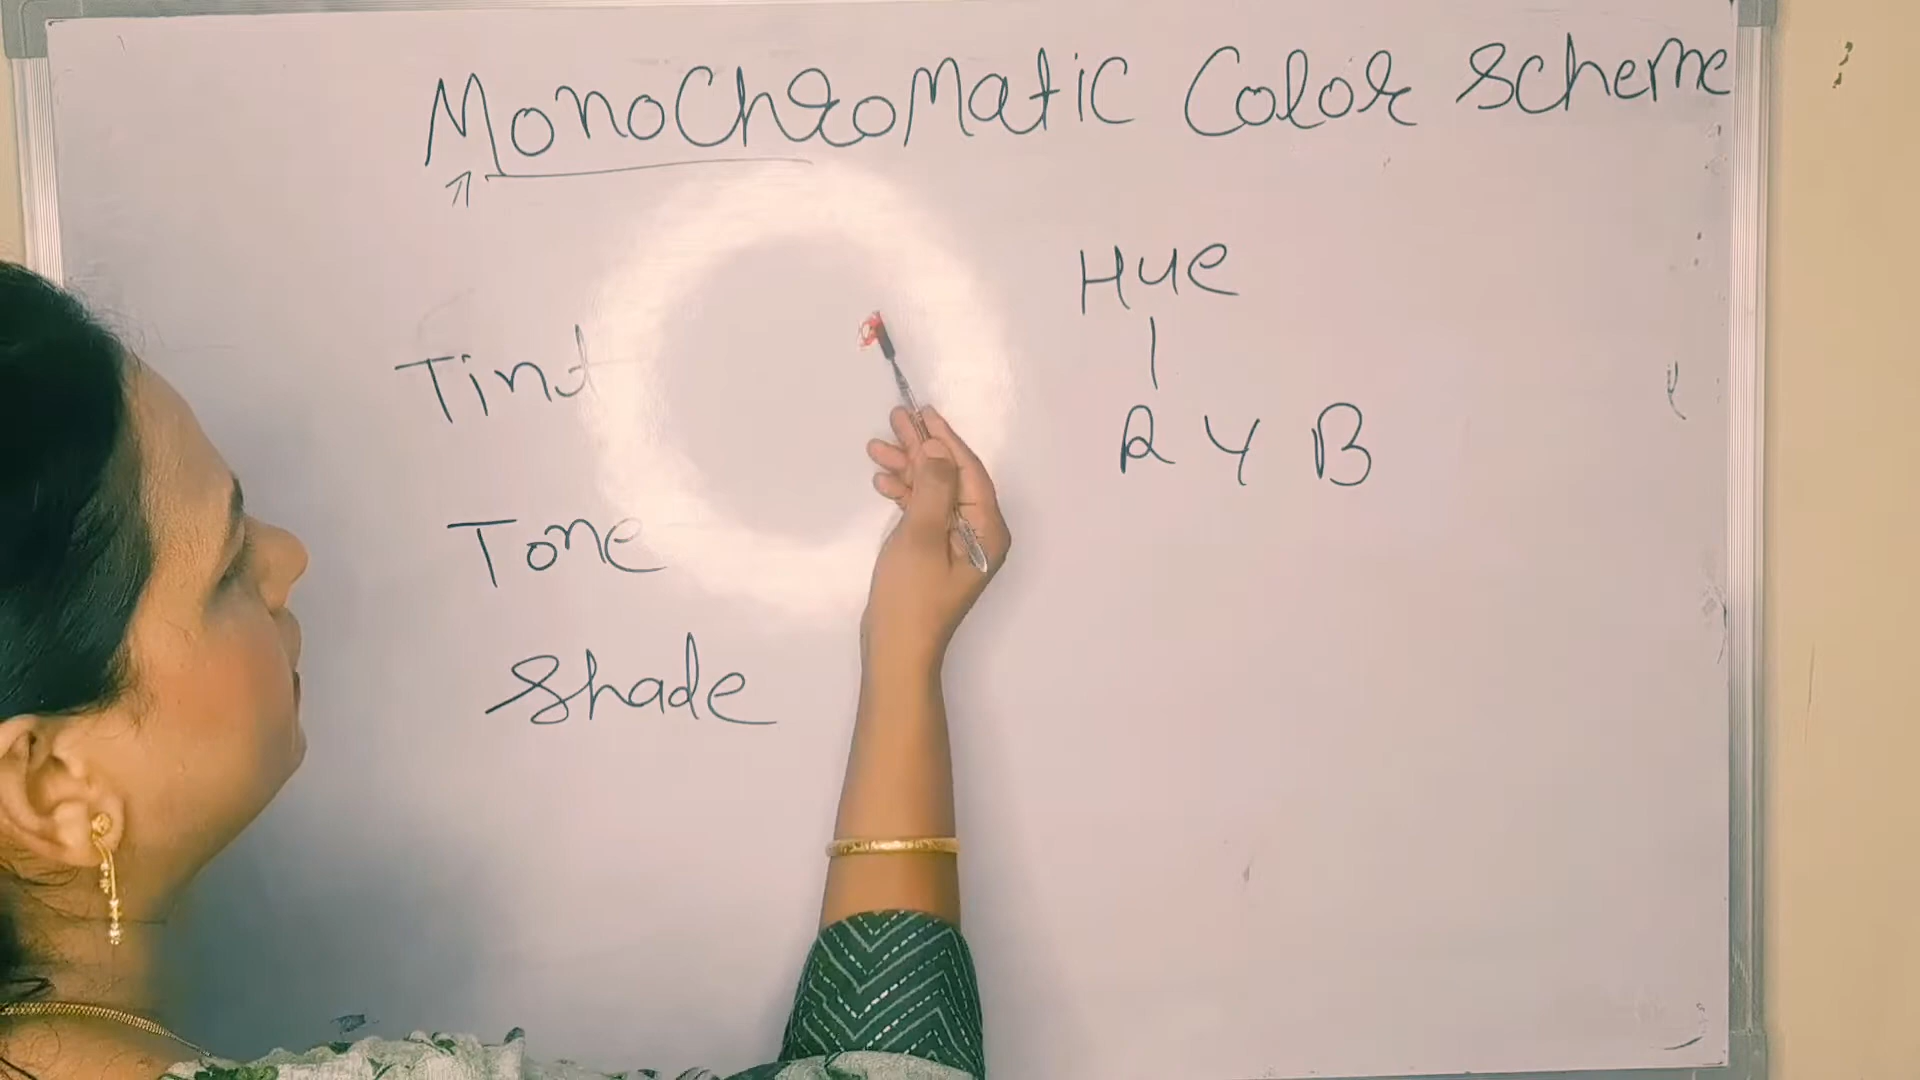 MonoChroMatic Color Scheme
Hue
Tint
R Y B
Tone
Shade